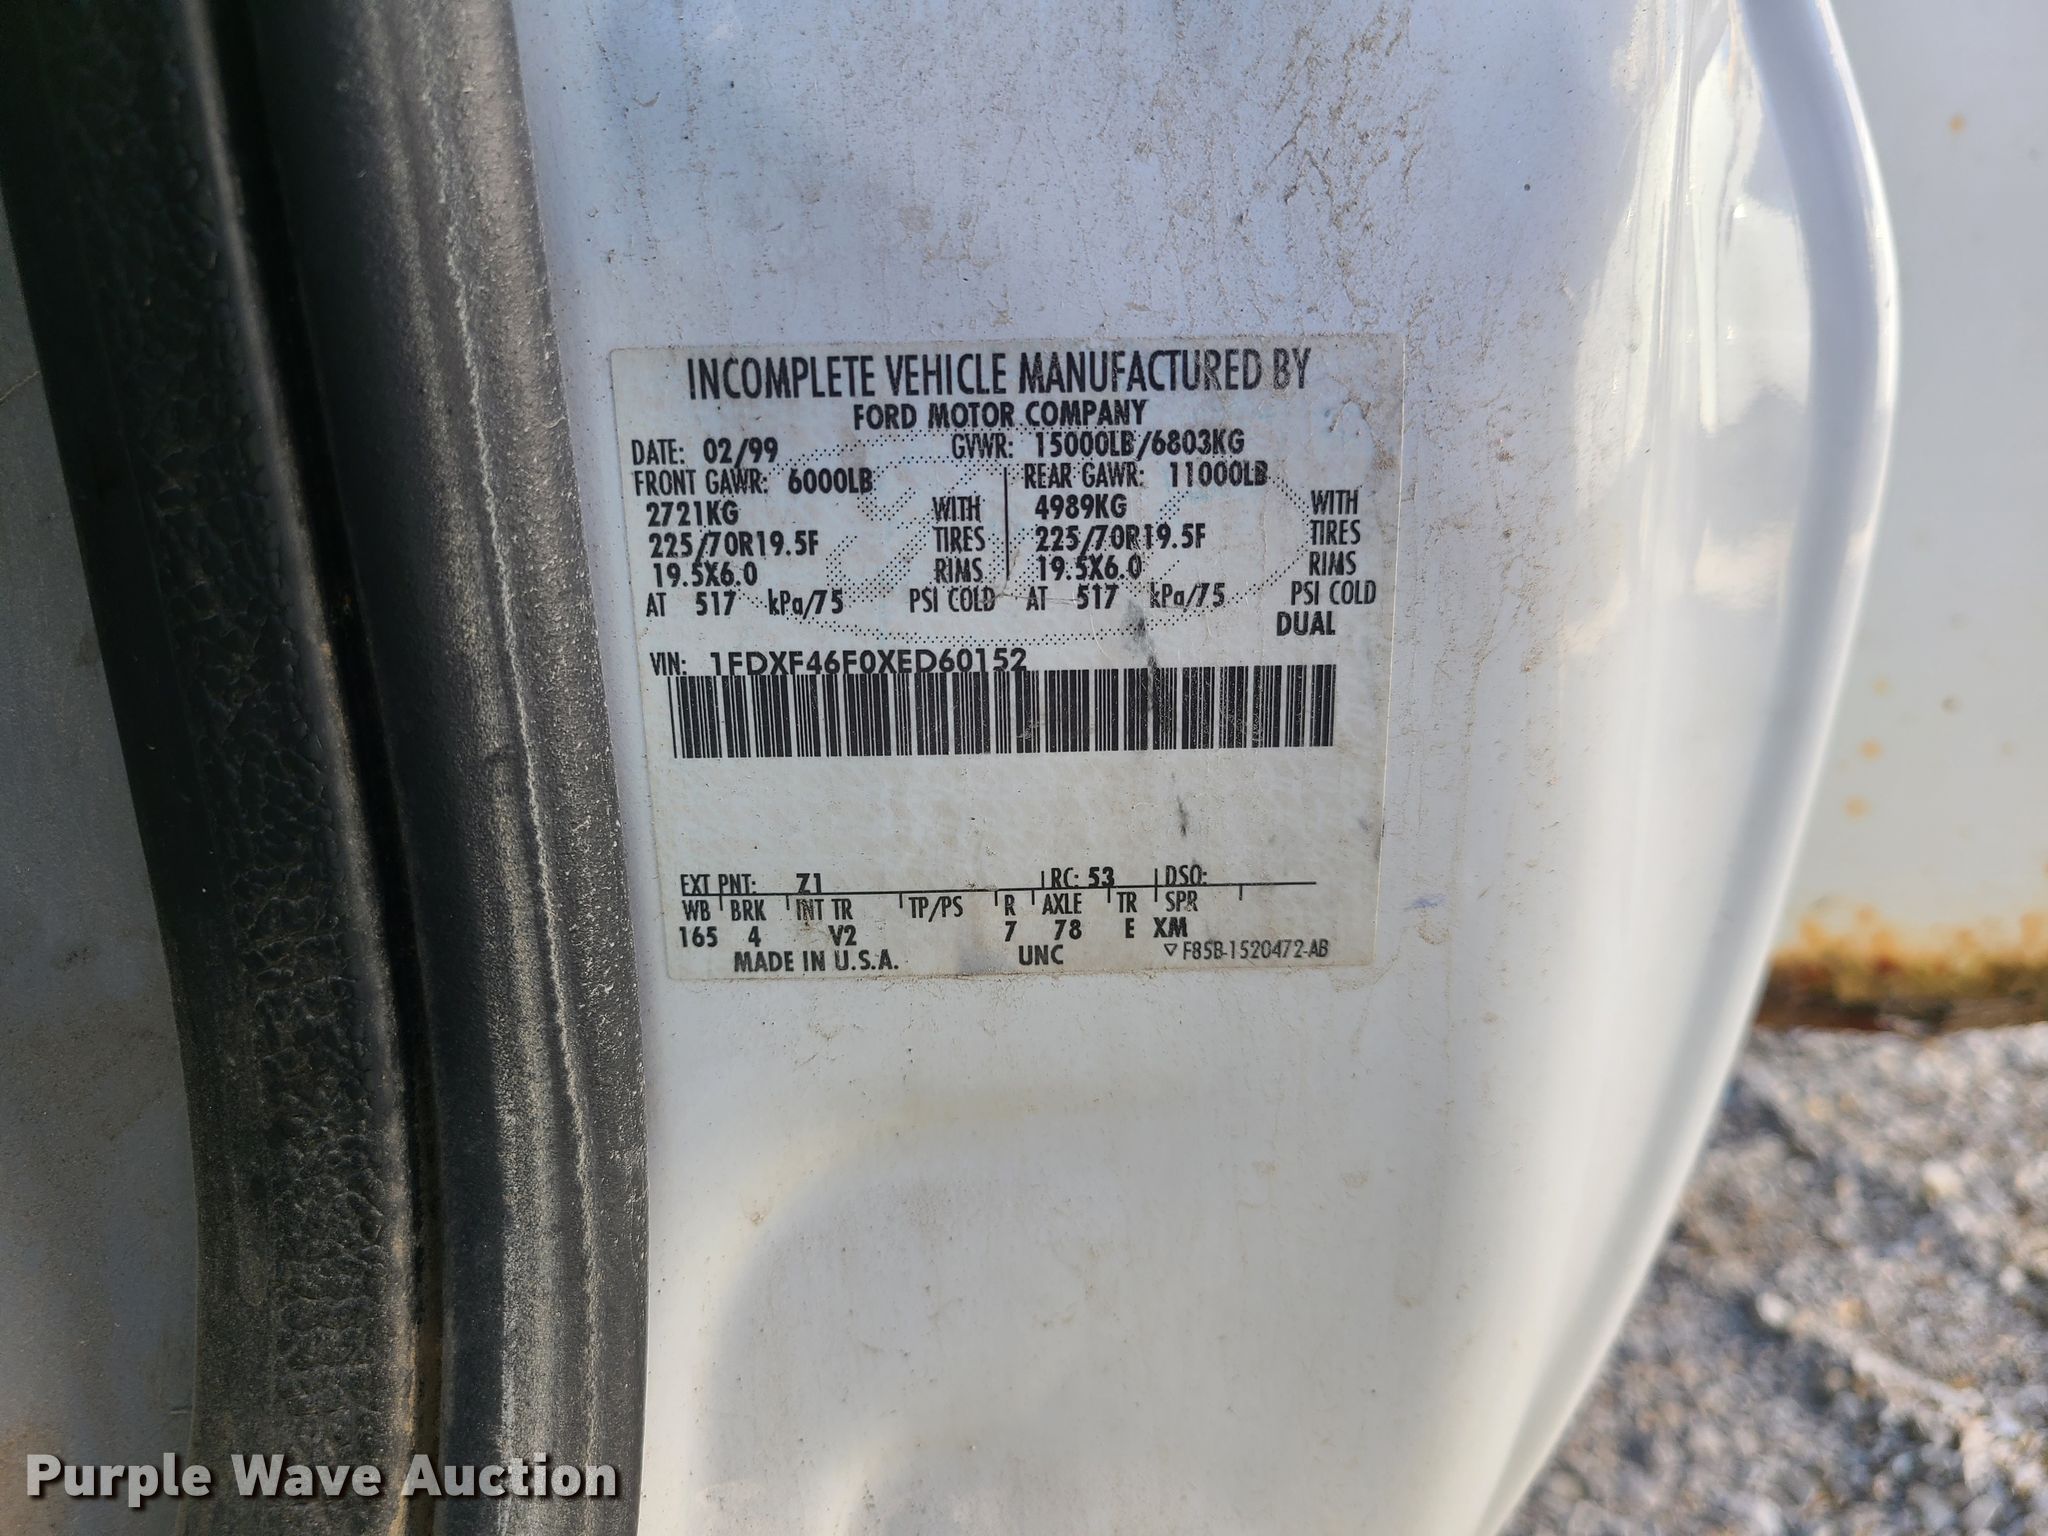 INCOMPLETE VEHICLE MANUFACTURED BY
FORD MOTOR COMPANY
DATE: 02/99 GVWR: 15000LB/6803KG
FRONT GAWR: 6000LB REAR GAWR: 11000LB
2721KG WITH 4989KG WITH
225/70R19.5F TIRES 225/70R19.5F TIRES
19.5X6.0 RIMS 19.5X6.0 RIMS
AT 517 kPa/75 PSI COLD AT 517 kPa/75 PSI COLD
DUAL
VIN: 1FDXF46F0XED60152
EXT PNT: Z1 RC: 53 DSO:
WB BRK INT TR TP/PS R AXLE TR SPR
165 4 V2 7 78 E XM
MADE IN U.S.A. UNC ▽ F85B-1520472-AB
Purple Wave Auction